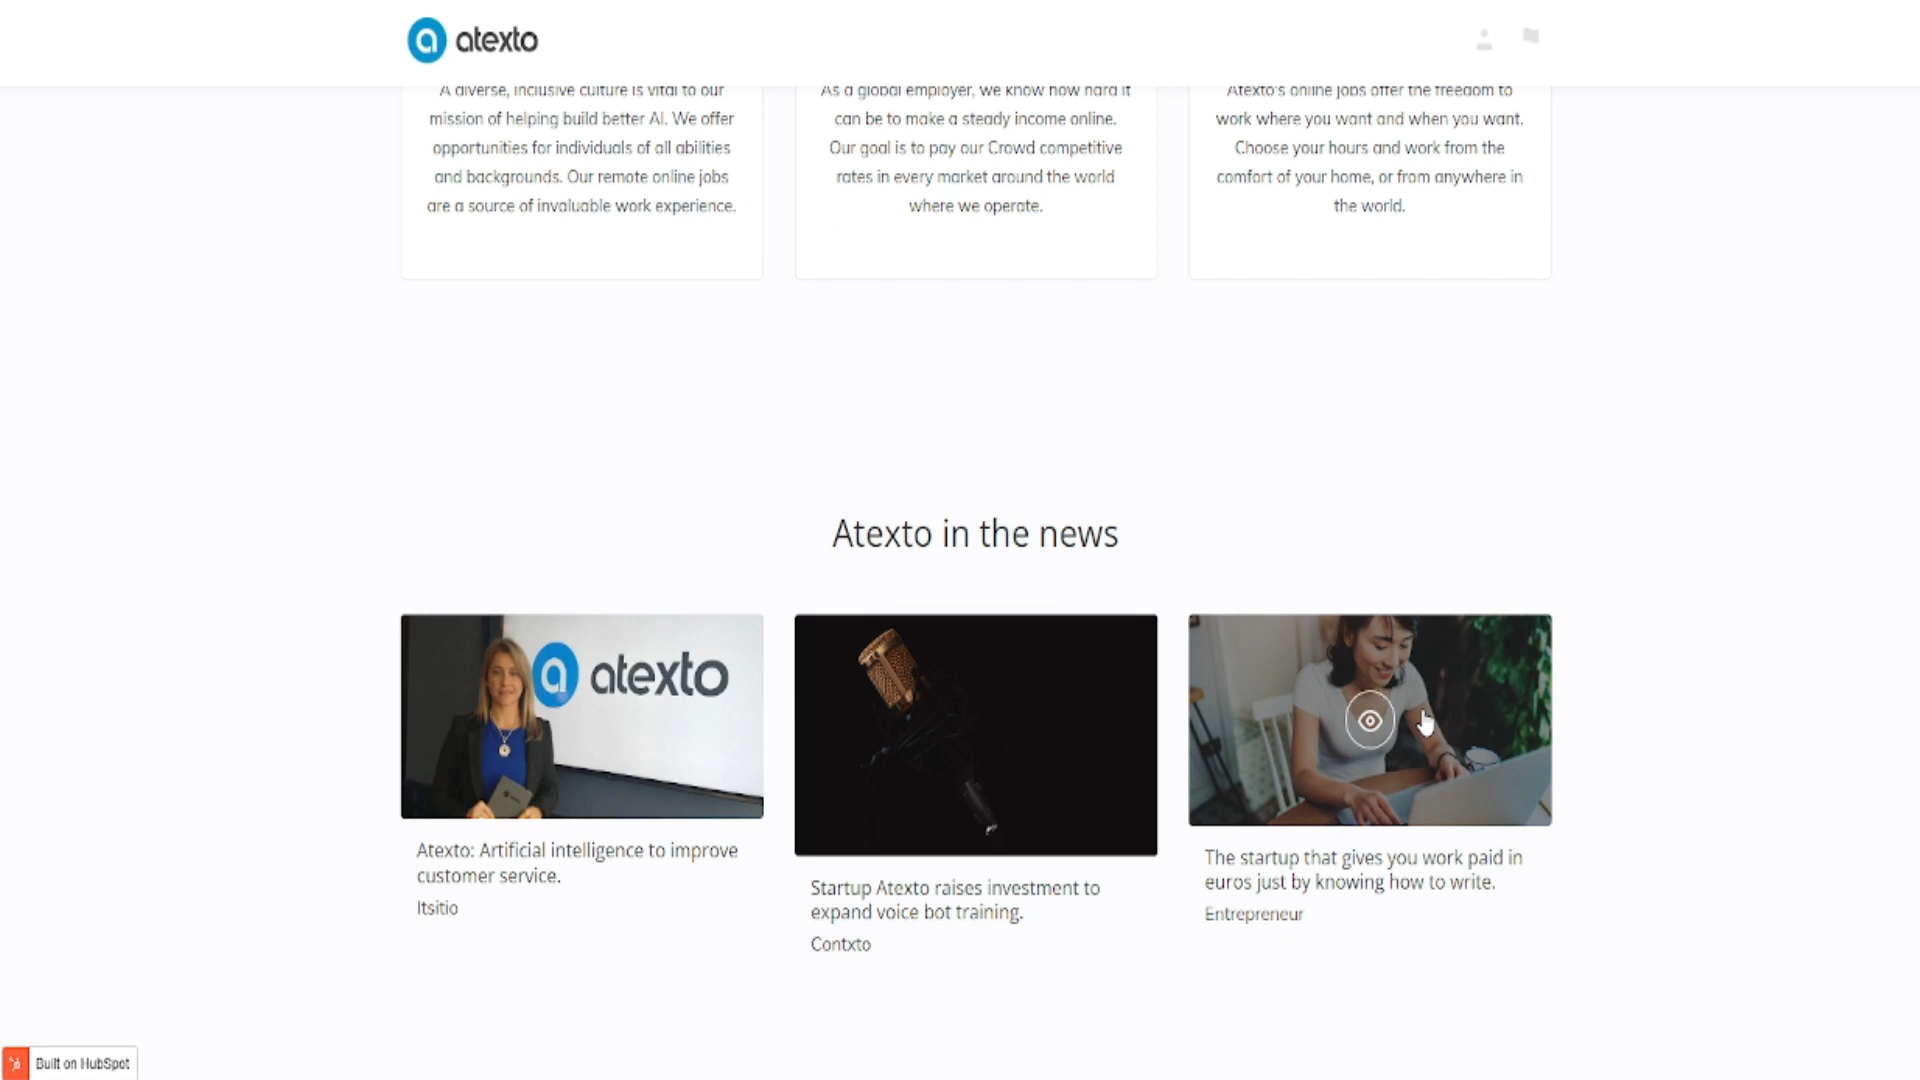 atexto
A diverse, inclusive culture is vital to our
mission of helping build better AI. We offer
opportunities for individuals of all abilities
and backgrounds. Our remote online jobs
are a source of invaluable work experience.
As a global employer, we know how hard it
can be to make a steady income online.
Our goal is to pay our Crowd competitive
rates in every market around the world
where we operate.
Atexto's online jobs offer the freedom to
work where you want and when you want.
Choose your hours and work from the
comfort of your home, or from anywhere in
the world.
Atexto in the news
atexto
Atexto: Artificial intelligence to improve
customer service.
Itsitio
Startup Atexto raises investment to
expand voice bot training.
Contxto
The startup that gives you work paid in
euros just by knowing how to write.
Entrepreneur
Built on HubSpot